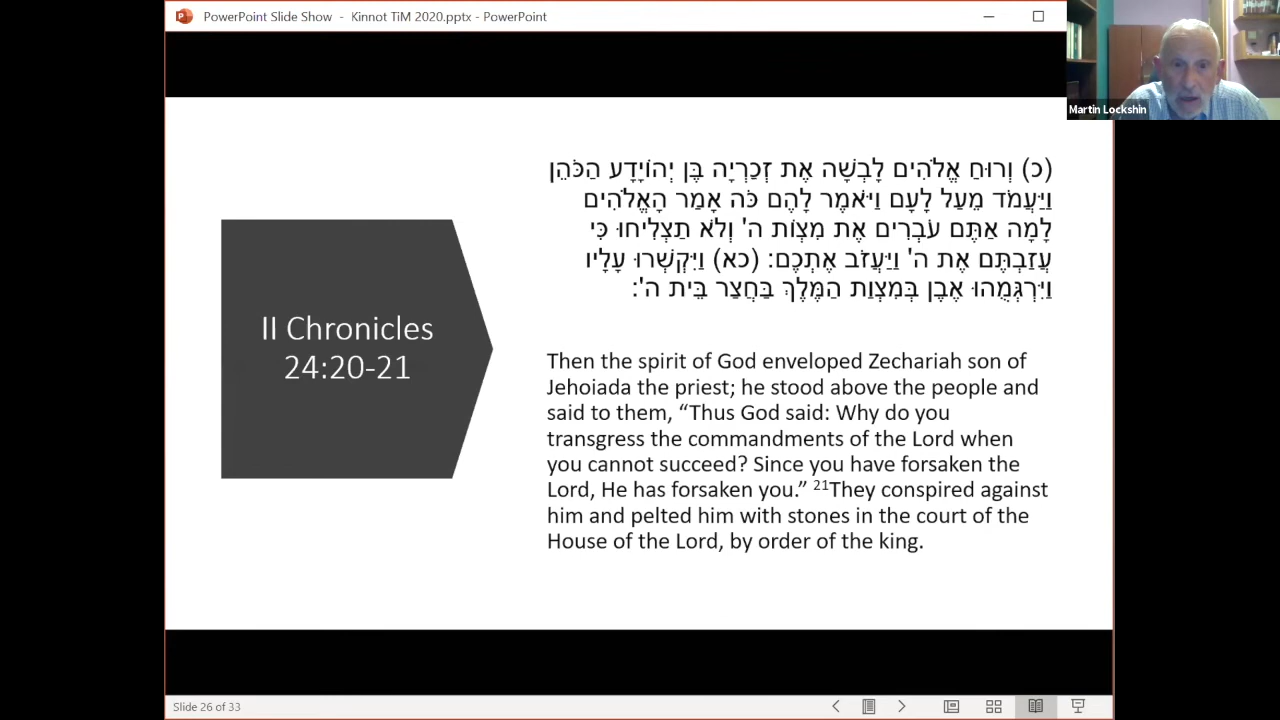 PowerPoint Slide Show - Kinnot TiM 2020.pptx - PowerPoint
Martin Lockshin
(כ) וְרוּחַ אֱלֹהִים לָבְשָׁה אֶת זְכַרְיָה בֶּן יְהוֹיָדָע הַכֹּהֵן
וַיַּעֲמֹד מֵעַל לָעָם וַיֹּאמֶר לָהֶם כֹּה אָמַר הָאֱלֹהִים
לָמָה אַתֶּם עֹבְרִים אֶת מִצְוֹת ה' וְלֹא תַצְלִיחוּ כִּי
עֲזַבְתֶּם אֶת ה' וַיַּעֲזֹב אֶתְכֶם: (כא) וַיִּקְשְׁרוּ עָלָיו
וַיִּרְגְּמֻהוּ אֶבֶן בְּמִצְוַת הַמֶּלֶךְ בַּחֲצַר בֵּית ה':
II Chronicles
24:20-21
Then the spirit of God enveloped Zechariah son of
Jehoiada the priest; he stood above the people and
said to them, “Thus God said: Why do you
transgress the commandments of the Lord when
you cannot succeed? Since you have forsaken the
Lord, He has forsaken you.” ²¹They conspired against
him and pelted him with stones in the court of the
House of the Lord, by order of the king.
Slide 26 of 33